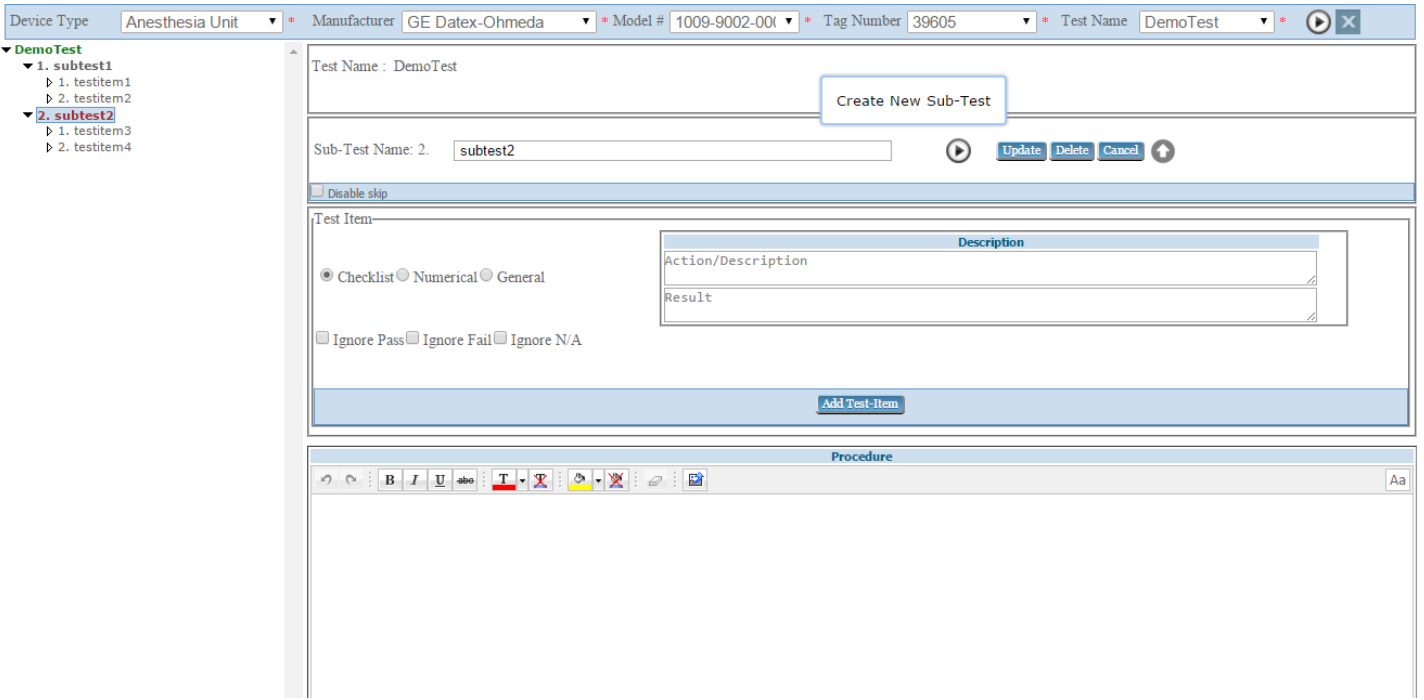 Device Type Anesthesia Unit * Manufacturer GE Datex-Ohmeda * Model # 1009-9002-00 * Tag Number 39605 * Test Name DemoTest *
DemoTest
1. subtest1
1. testitem1
2. testitem2
2. subtest2
1. testitem3
2. testitem4
Test Name : DemoTest
Create New Sub-Test
Sub-Test Name: 2. subtest2 Update Delete Cancel
Disable skip
Test Item
Description
Action/Description
Checklist Numerical General
Result
Ignore Pass Ignore Fail Ignore N/A
Add Test-Item
Procedure
B I U abc T T Aa